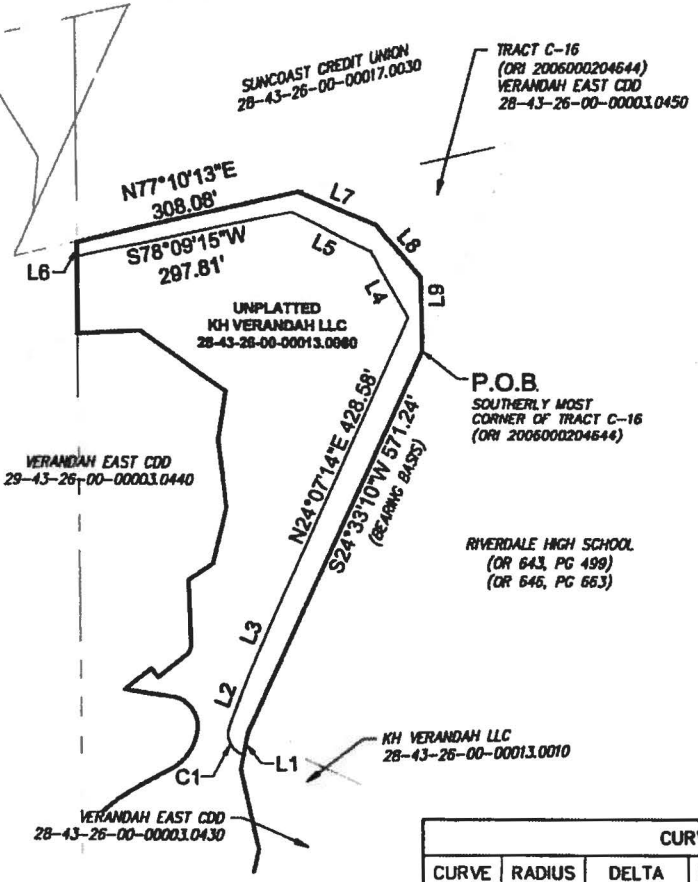 SUNCOAST CREDIT UNION
28-43-26-00-00017.0030
TRACT C-16
(ORI 2006000204644)
VERANDAH EAST CDD
28-43-26-00-00003.0450
N77°10'13"E
308.08'
L7
L8
L9
L6
S78°09'15"W
297.81'
L5
L4
UNPLATTED
KH VERANDAH LLC
28-43-26-00-00013.0080
P.O.B.
SOUTHERLY MOST
CORNER OF TRACT C-16
(ORI 2006000204644)
N24°07'14"E 428.58'
S24°33'10"W 571.24'
(BEARING BASIS)
VERANDAH EAST CDD
29-43-26-00-00003.0440
RIVERDALE HIGH SCHOOL
(OR 643, PG 499)
(OR 646, PG 663)
L3
L2
C1
L1
KH VERANDAH LLC
28-43-26-00-00013.0010
VERANDAH EAST CDD
28-43-26-00-00003.0430
CURVE RADIUS DELTA